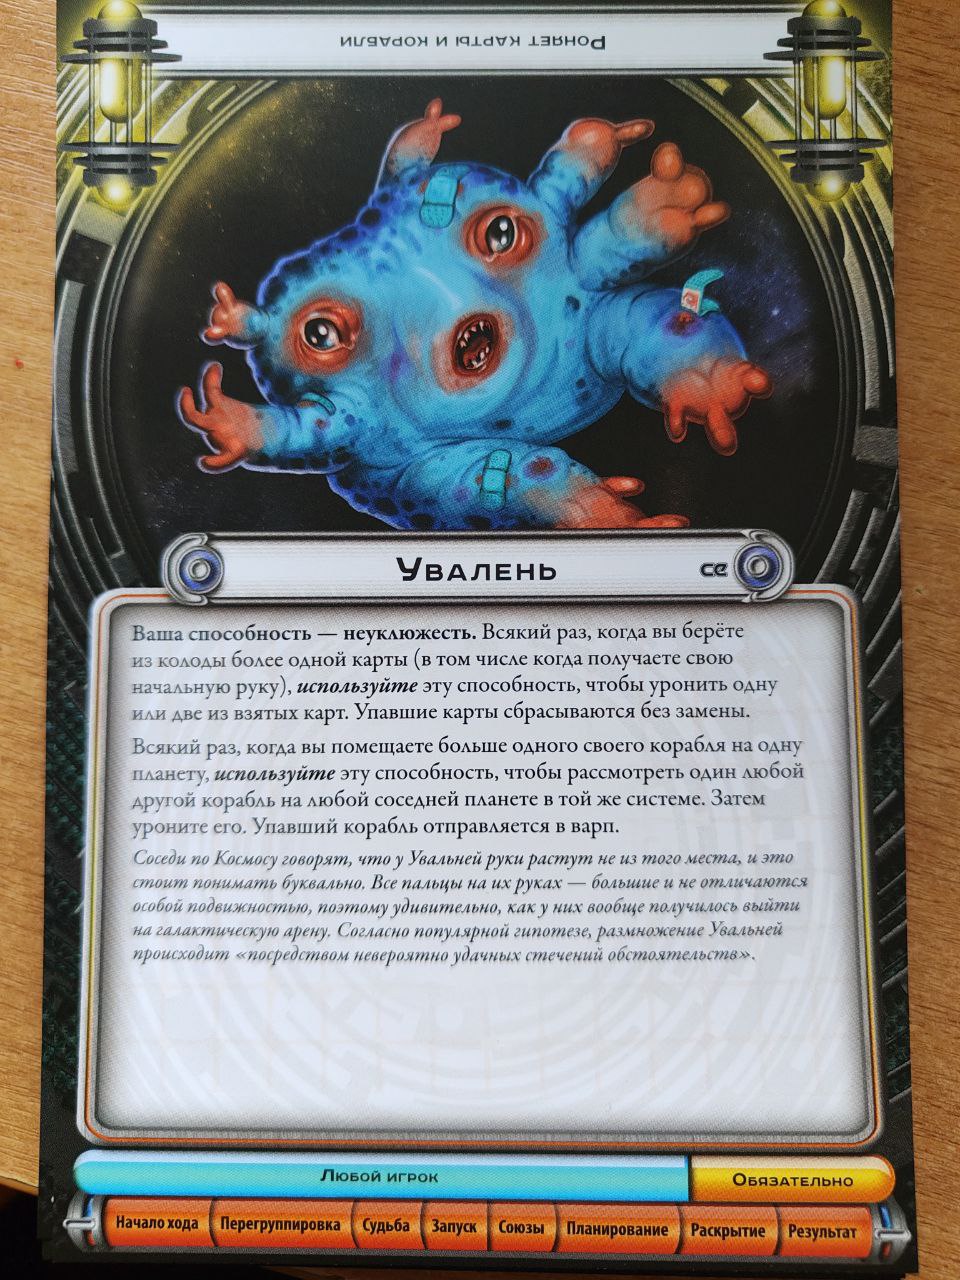 Роняет карты и корабли
Увалень
ce
Ваша способность — неуклюжесть. Всякий раз, когда вы берёте
из колоды более одной карты (в том числе когда получаете свою
начальную руку), используйте эту способность, чтобы уронить одну
или две из взятых карт. Упавшие карты сбрасываются без замены.
Всякий раз, когда вы помещаете больше одного своего корабля на одну
планету, используйте эту способность, чтобы рассмотреть один любой
другой корабль на любой соседней планете в той же системе. Затем
уроните его. Упавший корабль отправляется в варп.
Соседи по Космосу говорят, что у Увальней руки растут не из того места, и это
стоит понимать буквально. Все пальцы на их руках — большие и не отличаются
особой подвижностью, поэтому удивительно, как у них вообще получилось выйти
на галактическую арену. Согласно популярной гипотезе, размножение Увальней
происходит «посредством невероятно удачных стечений обстоятельств».
Любой игрок Обязательно
Начало хода Перегруппировка Судьба Запуск Союзы Планирование Раскрытие Результат